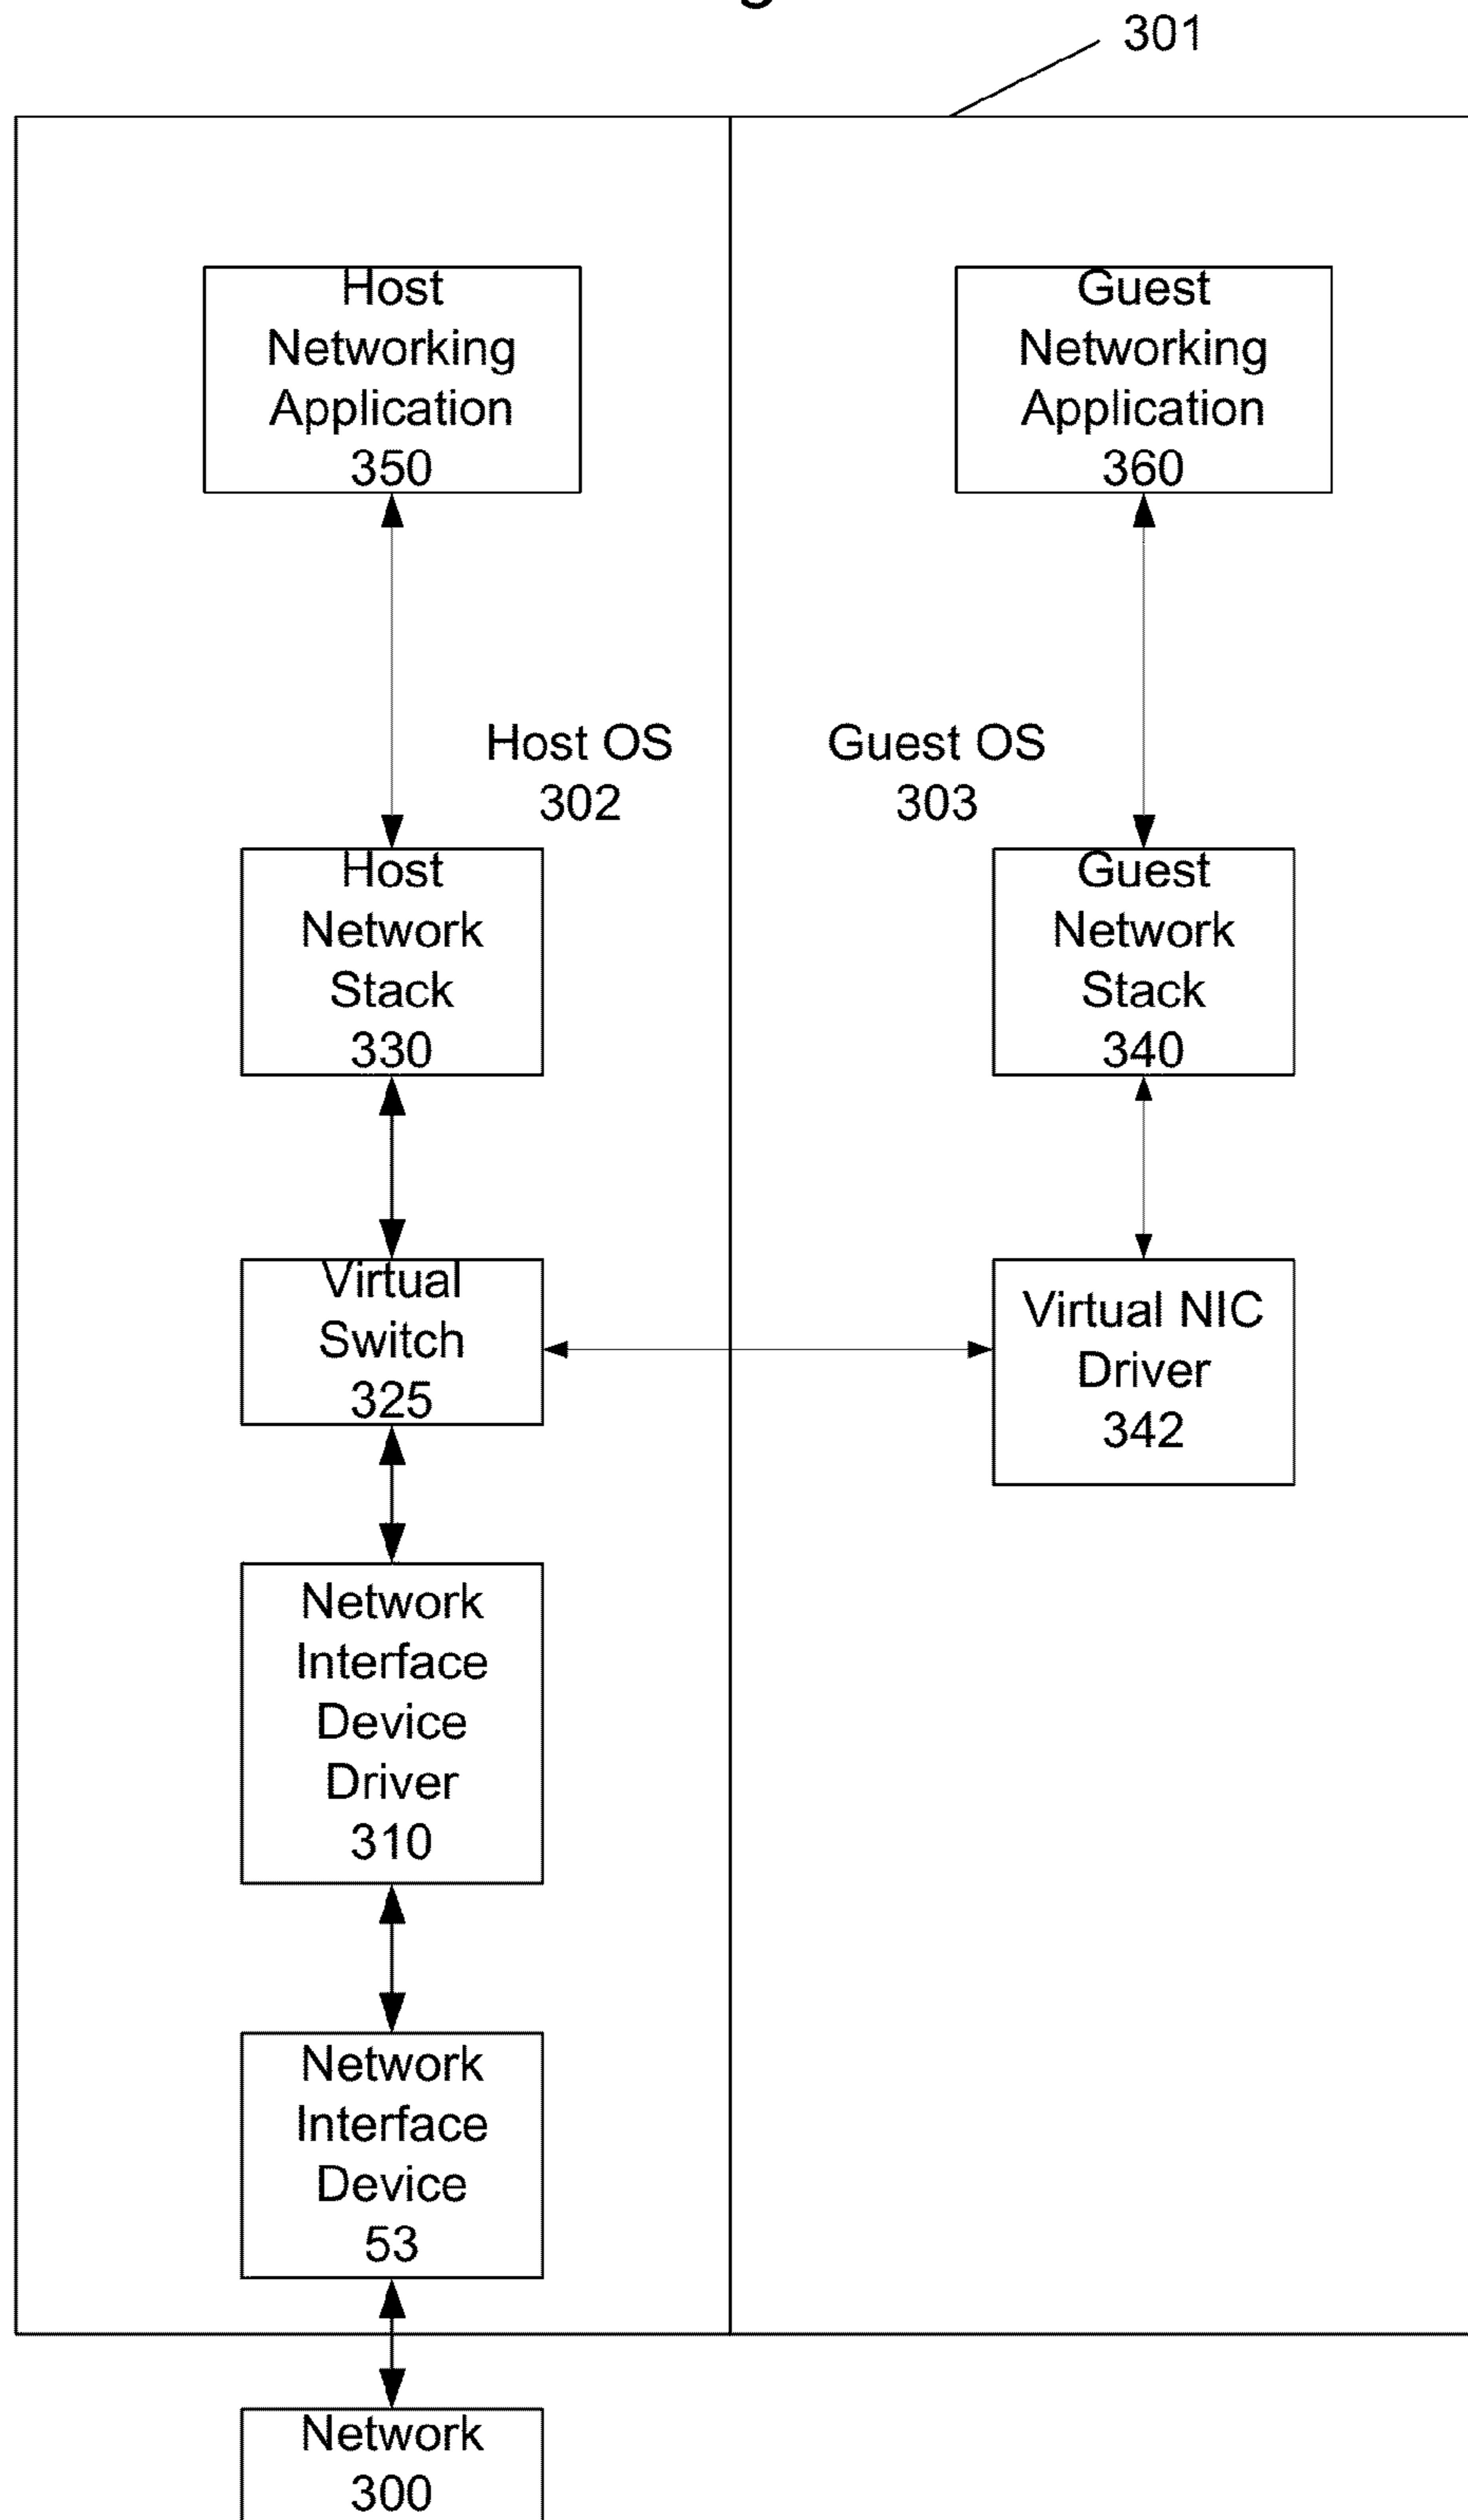 301
Host
Networking
Application
350
Guest
Networking
Application
360
Host OS
302
Guest OS
303
Host
Network
Stack
330
Guest
Network
Stack
340
Virtual
Switch
325
Virtual NIC
Driver
342
Network
Interface
Device
Driver
310
Network
Interface
Device
53
Network
300